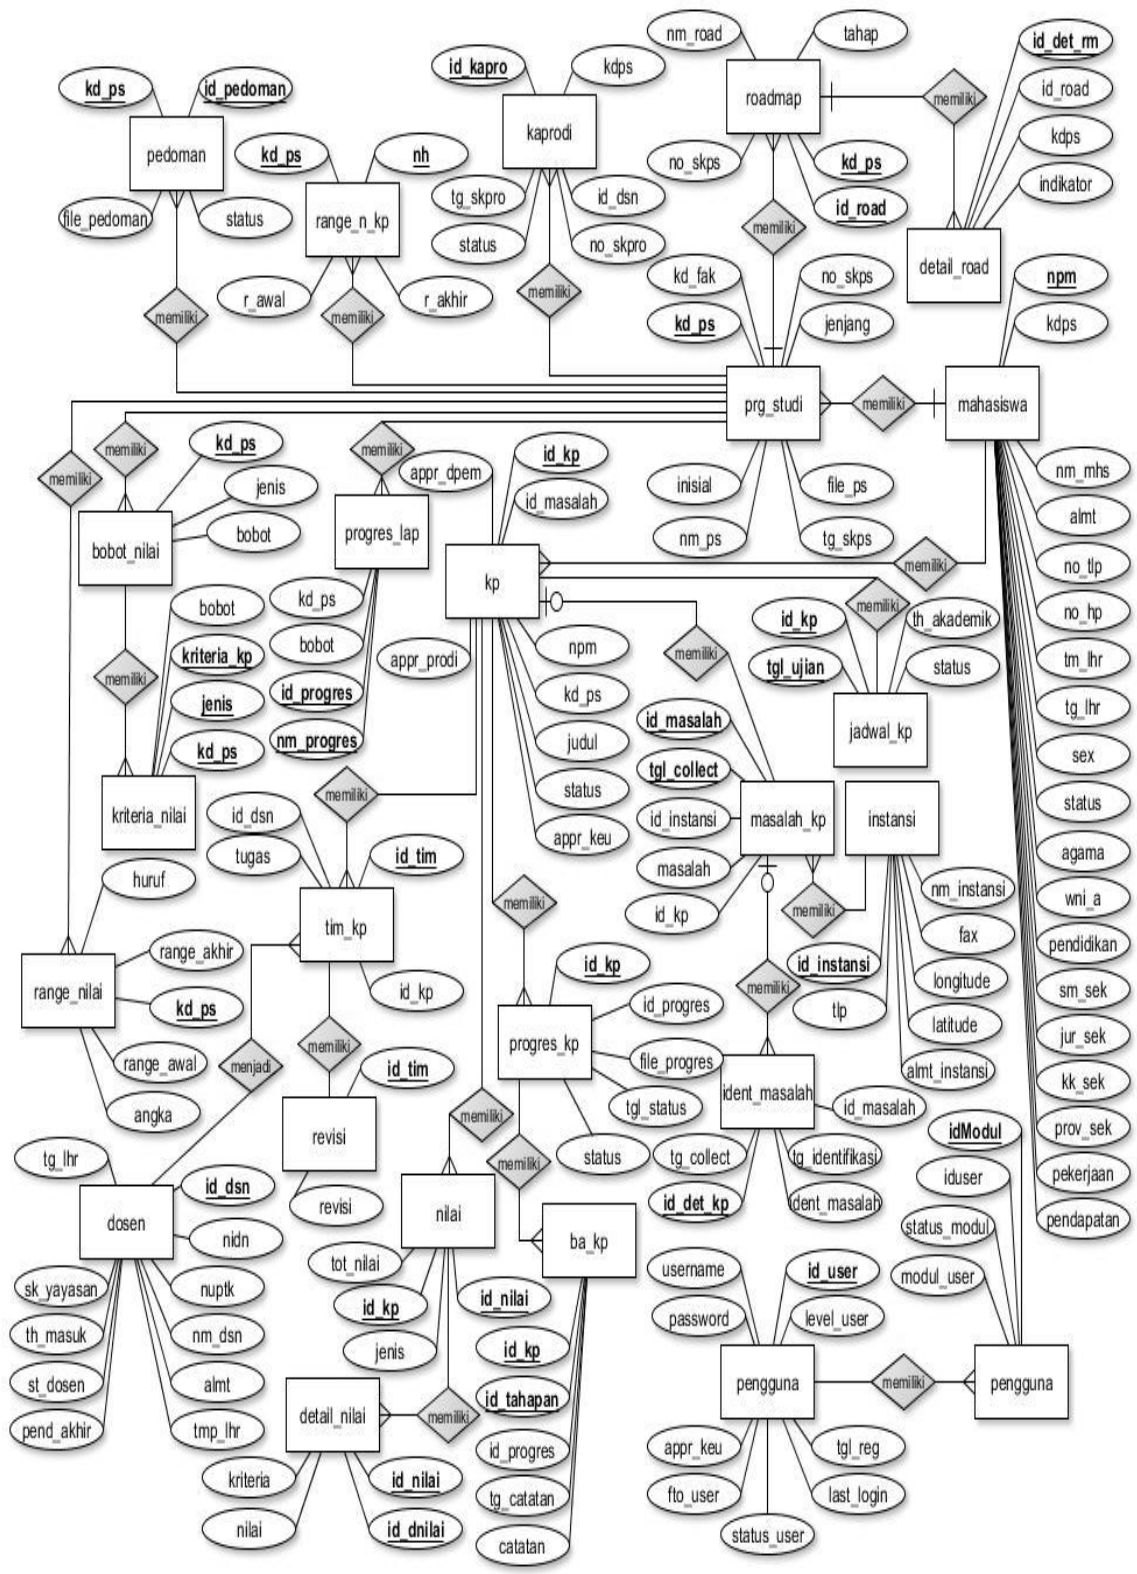 nm_road
tahap
id_kapro
kdps
id_det_rm
kd_ps
id_pedoman
roadmap
memiliki
id_road
kaprodi
kdps
pedoman
kd_ps
nh
no_skps
kd_ps
indikator
tg_skpro
id_dsn
id_road
file_pedoman
status
range_n_kp
status
no_skpro
memiliki
detail_road
kd_fak
no_skps
npm
r_awal
r_akhir
memiliki
memiliki
memiliki
kd_ps
jenjang
kdps
prg_studi
memiliki
mahasiswa
memiliki
kd_ps
memiliki
appr_dpem
id_kp
nm_mhs
memiliki
jenis
inisial
file_ps
id_masalah
almt
bobot_nilai
bobot
progres_lap
nm_ps
tg_skps
kp
memiliki
no_tlp
kd_ps
bobot
memiliki
id_kp
th_akademik
no_hp
bobot
kriteria_kp
appr_prodi
npm
memiliki
tgl_ujian
status
tm_lhr
memiliki
jenis
id_progres
kd_ps
id_masalah
tg_lhr
kd_ps
nm_progres
judul
tgl_collect
jadwal_kp
sex
memiliki
status
kriteria_nilai
id_dsn
appr_keu
id_instansi
masalah_kp
instansi
status
tugas
id_tim
masalah
agama
huruf
nm_instansi
wni_a
tim_kp
memiliki
id_kp
memiliki
fax
pendidikan
range_akhir
id_kp
id_instansi
longitude
range_nilai
id_kp
memiliki
sm_sek
kd_ps
id_progres
tlp
latitude
memiliki
progres_kp
jur_sek
range_awal
menjadi
id_tim
file_progres
ident_masalah
almt_instansi
kk_sek
angka
revisi
memiliki
tgl_status
id_masalah
idModul
prov_sek
tg_lhr
memiliki
status
tg_collect
tg_identifikasi
iduser
pekerjaan
id_dsn
revisi
nilai
id_det_kp
ident_masalah
pendapatan
dosen
nidn
status_modul
tot_nilai
ba_kp
username
id_user
modul_user
sk_yayasan
nuptk
id_kp
id_nilai
password
level_user
th_masuk
nm_dsn
jenis
id_kp
st_dosen
almt
id_tahapan
pengguna
memiliki
pengguna
pend_akhir
tmp_lhr
detail_nilai
memiliki
id_progres
appr_keu
tgl_reg
kriteria
id_nilai
tg_catatan
fto_user
last_login
nilai
id_dnilai
catatan
status_user